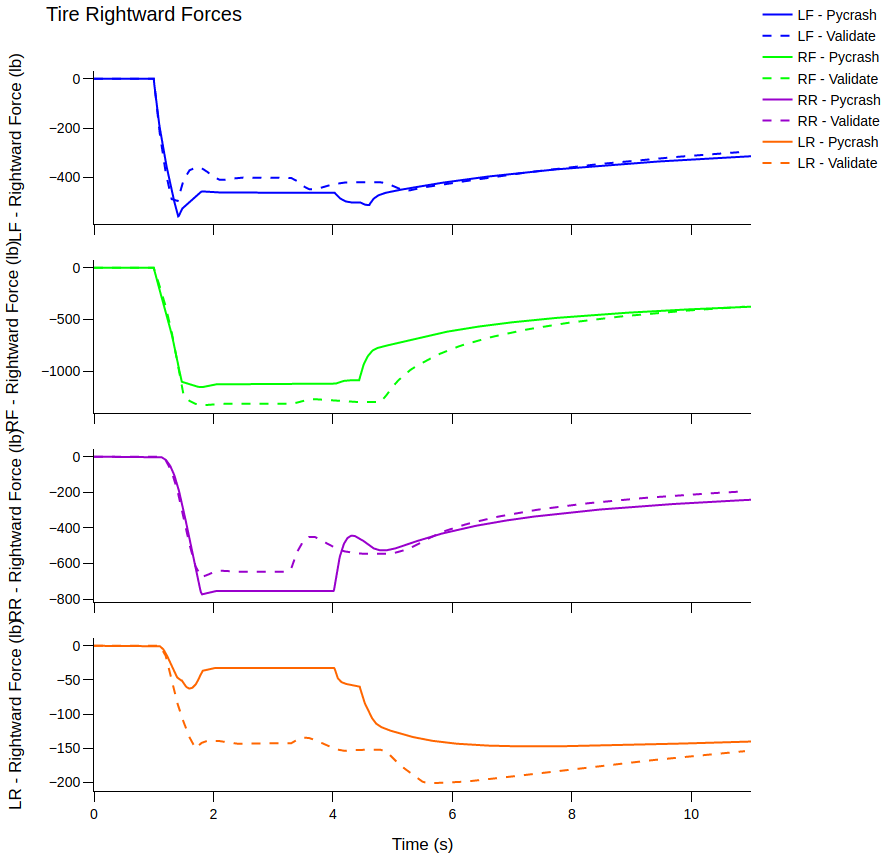 Tire Rightward Forces
LF - Pycrash
LF - Validate
RF - Pycrash
RF - Validate
RR - Pycrash
RR - Validate
LR - Pycrash
LR - Validate
LF - Rightward Force (lb)
0
−200
−400
RF - Rightward Force (lb)
0
−500
−1000
RR - Rightward Force (lb)
0
−200
−400
−600
−800
LR - Rightward Force (lb)
0
−50
−100
−150
−200
0 2 4 6 8 10
Time (s)